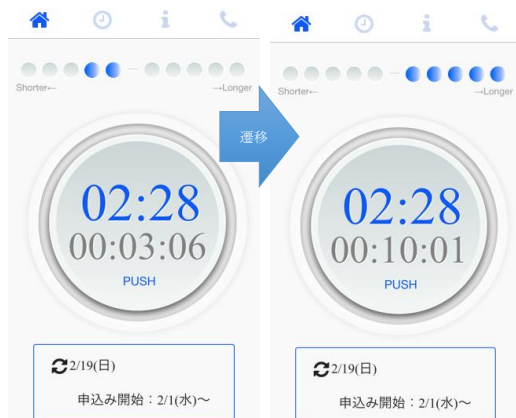 Shorter←
→Longer
02:28
00:03:06
PUSH
2/19(日)
申込み開始：2/1(水)～
遷移
Shorter←
→Longer
02:28
00:10:01
PUSH
2/19(日)
申込み開始：2/1(水)～